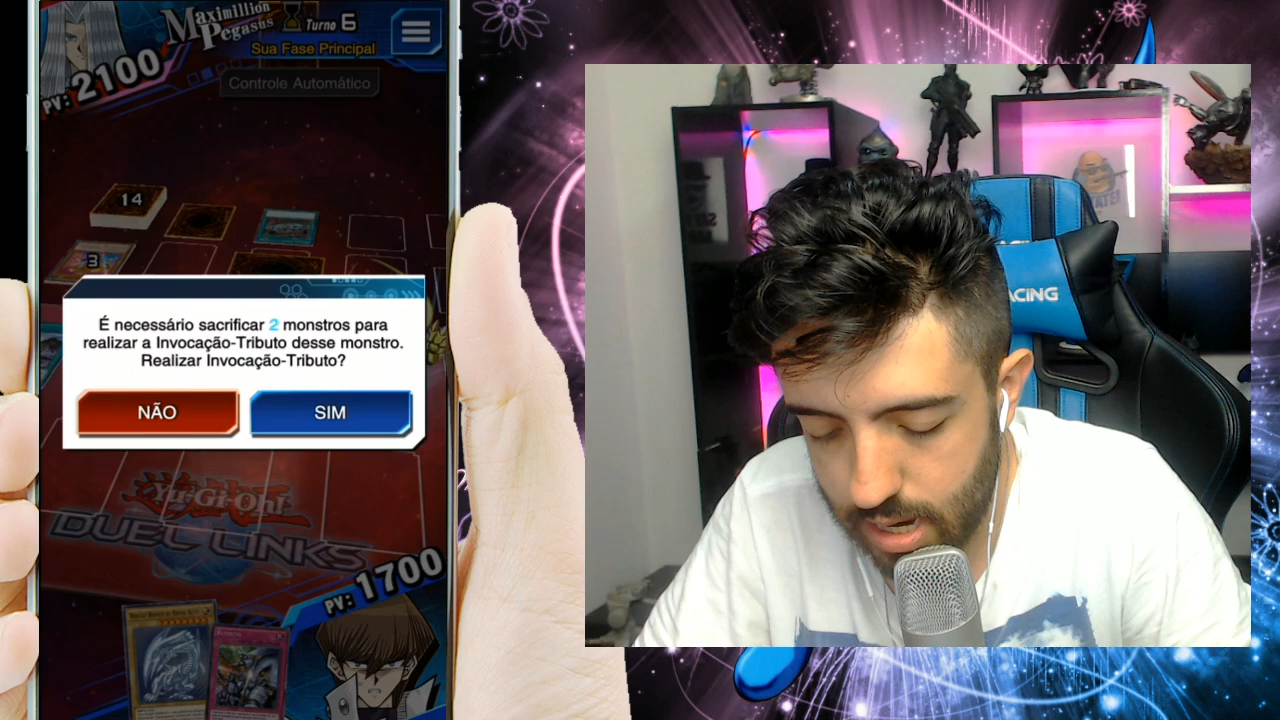 Maximillion
Pegasus
Turno 6
Sua Fase Principal
PV: 2100
Controle Automático
14
3
É necessário sacrificar 2 monstros para
realizar a Invocação-Tributo desse monstro.
Realizar Invocação-Tributo?
NÃO
SIM
Yu-Gi-Oh!
DUEL LINKS
PV: 1700
ACING